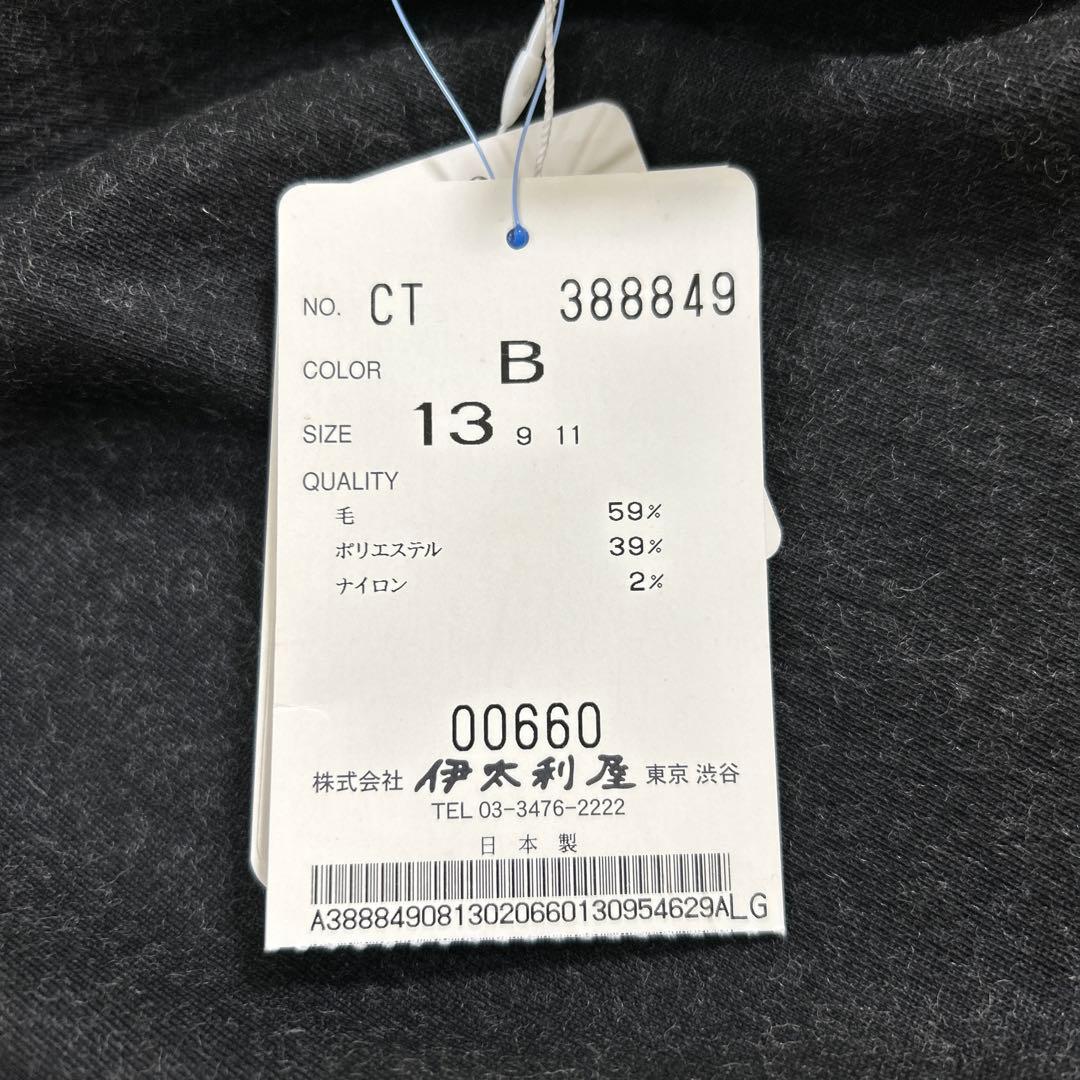 NO. CT 388849
COLOR B
SIZE 13 9 11
QUALITY
毛 59%
ポリエステル 39%
ナイロン 2%
00660
株式会社 伊太利屋 東京 渋谷
TEL 03-3476-2222
日本製
A38884908130206601309546 29ALG